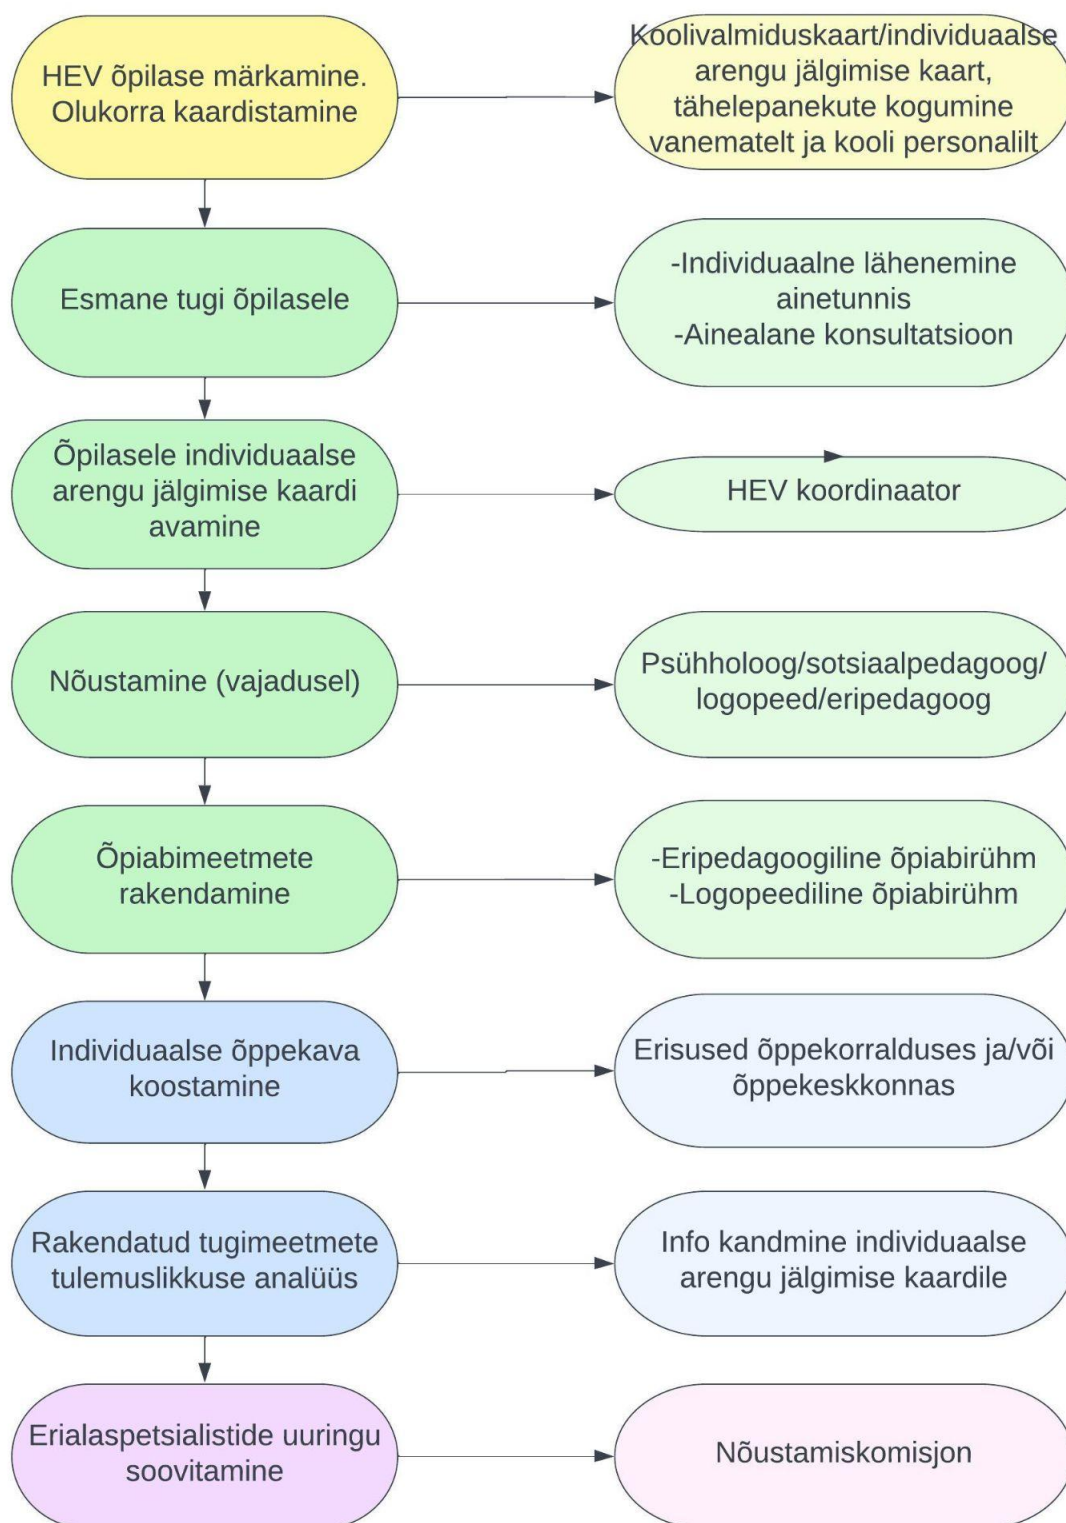 HEV õpilase märkamine.
Olukorra kaardistamine
Koolivalmiduskaart/individuaalse
arengu jälgimise kaart,
tähelepanekute kogumine
vanematelt ja kooli personalilt
Esmane tugi õpilasele
-Individuaalne lähenemine
ainetunnis
-Ainealane konsultatsioon
Õpilasele individuaalse
arengu jälgimise kaardi
avamine
HEV koordinaator
Nõustamine (vajadusel)
Psühholoog/sotsiaalpedagoog/
logopeed/eripedagoog
Õpiabimeetmete
rakendamine
-Eripedagoogiline õpiabirühm
-Logopeediline õpiabirühm
Individuaalse õppekava
koostamine
Erisused õppekorralduses ja/või
õppekeskkonnas
Rakendatud tugimeetmete
tulemuslikkuse analüüs
Info kandmine individuaalse
arengu jälgimise kaardile
Erialaspetsialistide uuringu
soovitamine
Nõustamiskomisjon